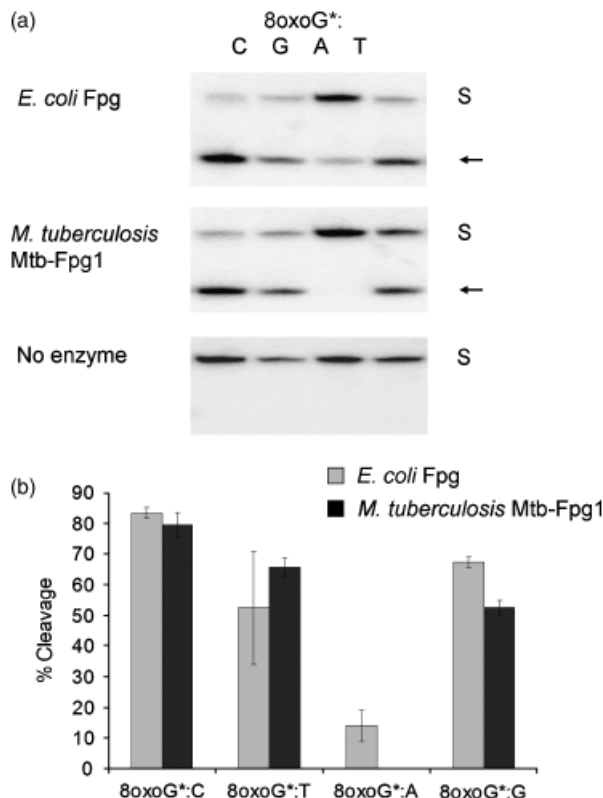 (a)
8oxoG*:
C G A T
E. coli Fpg
S
←
M. tuberculosis
Mtb-Fpg1
S
←
No enzyme
S
(b)
E. coli Fpg
M. tuberculosis Mtb-Fpg1
% Cleavage
90
80
70
60
50
40
30
20
10
0
8oxoG*:C 8oxoG*:T 8oxoG*:A 8oxoG*:G